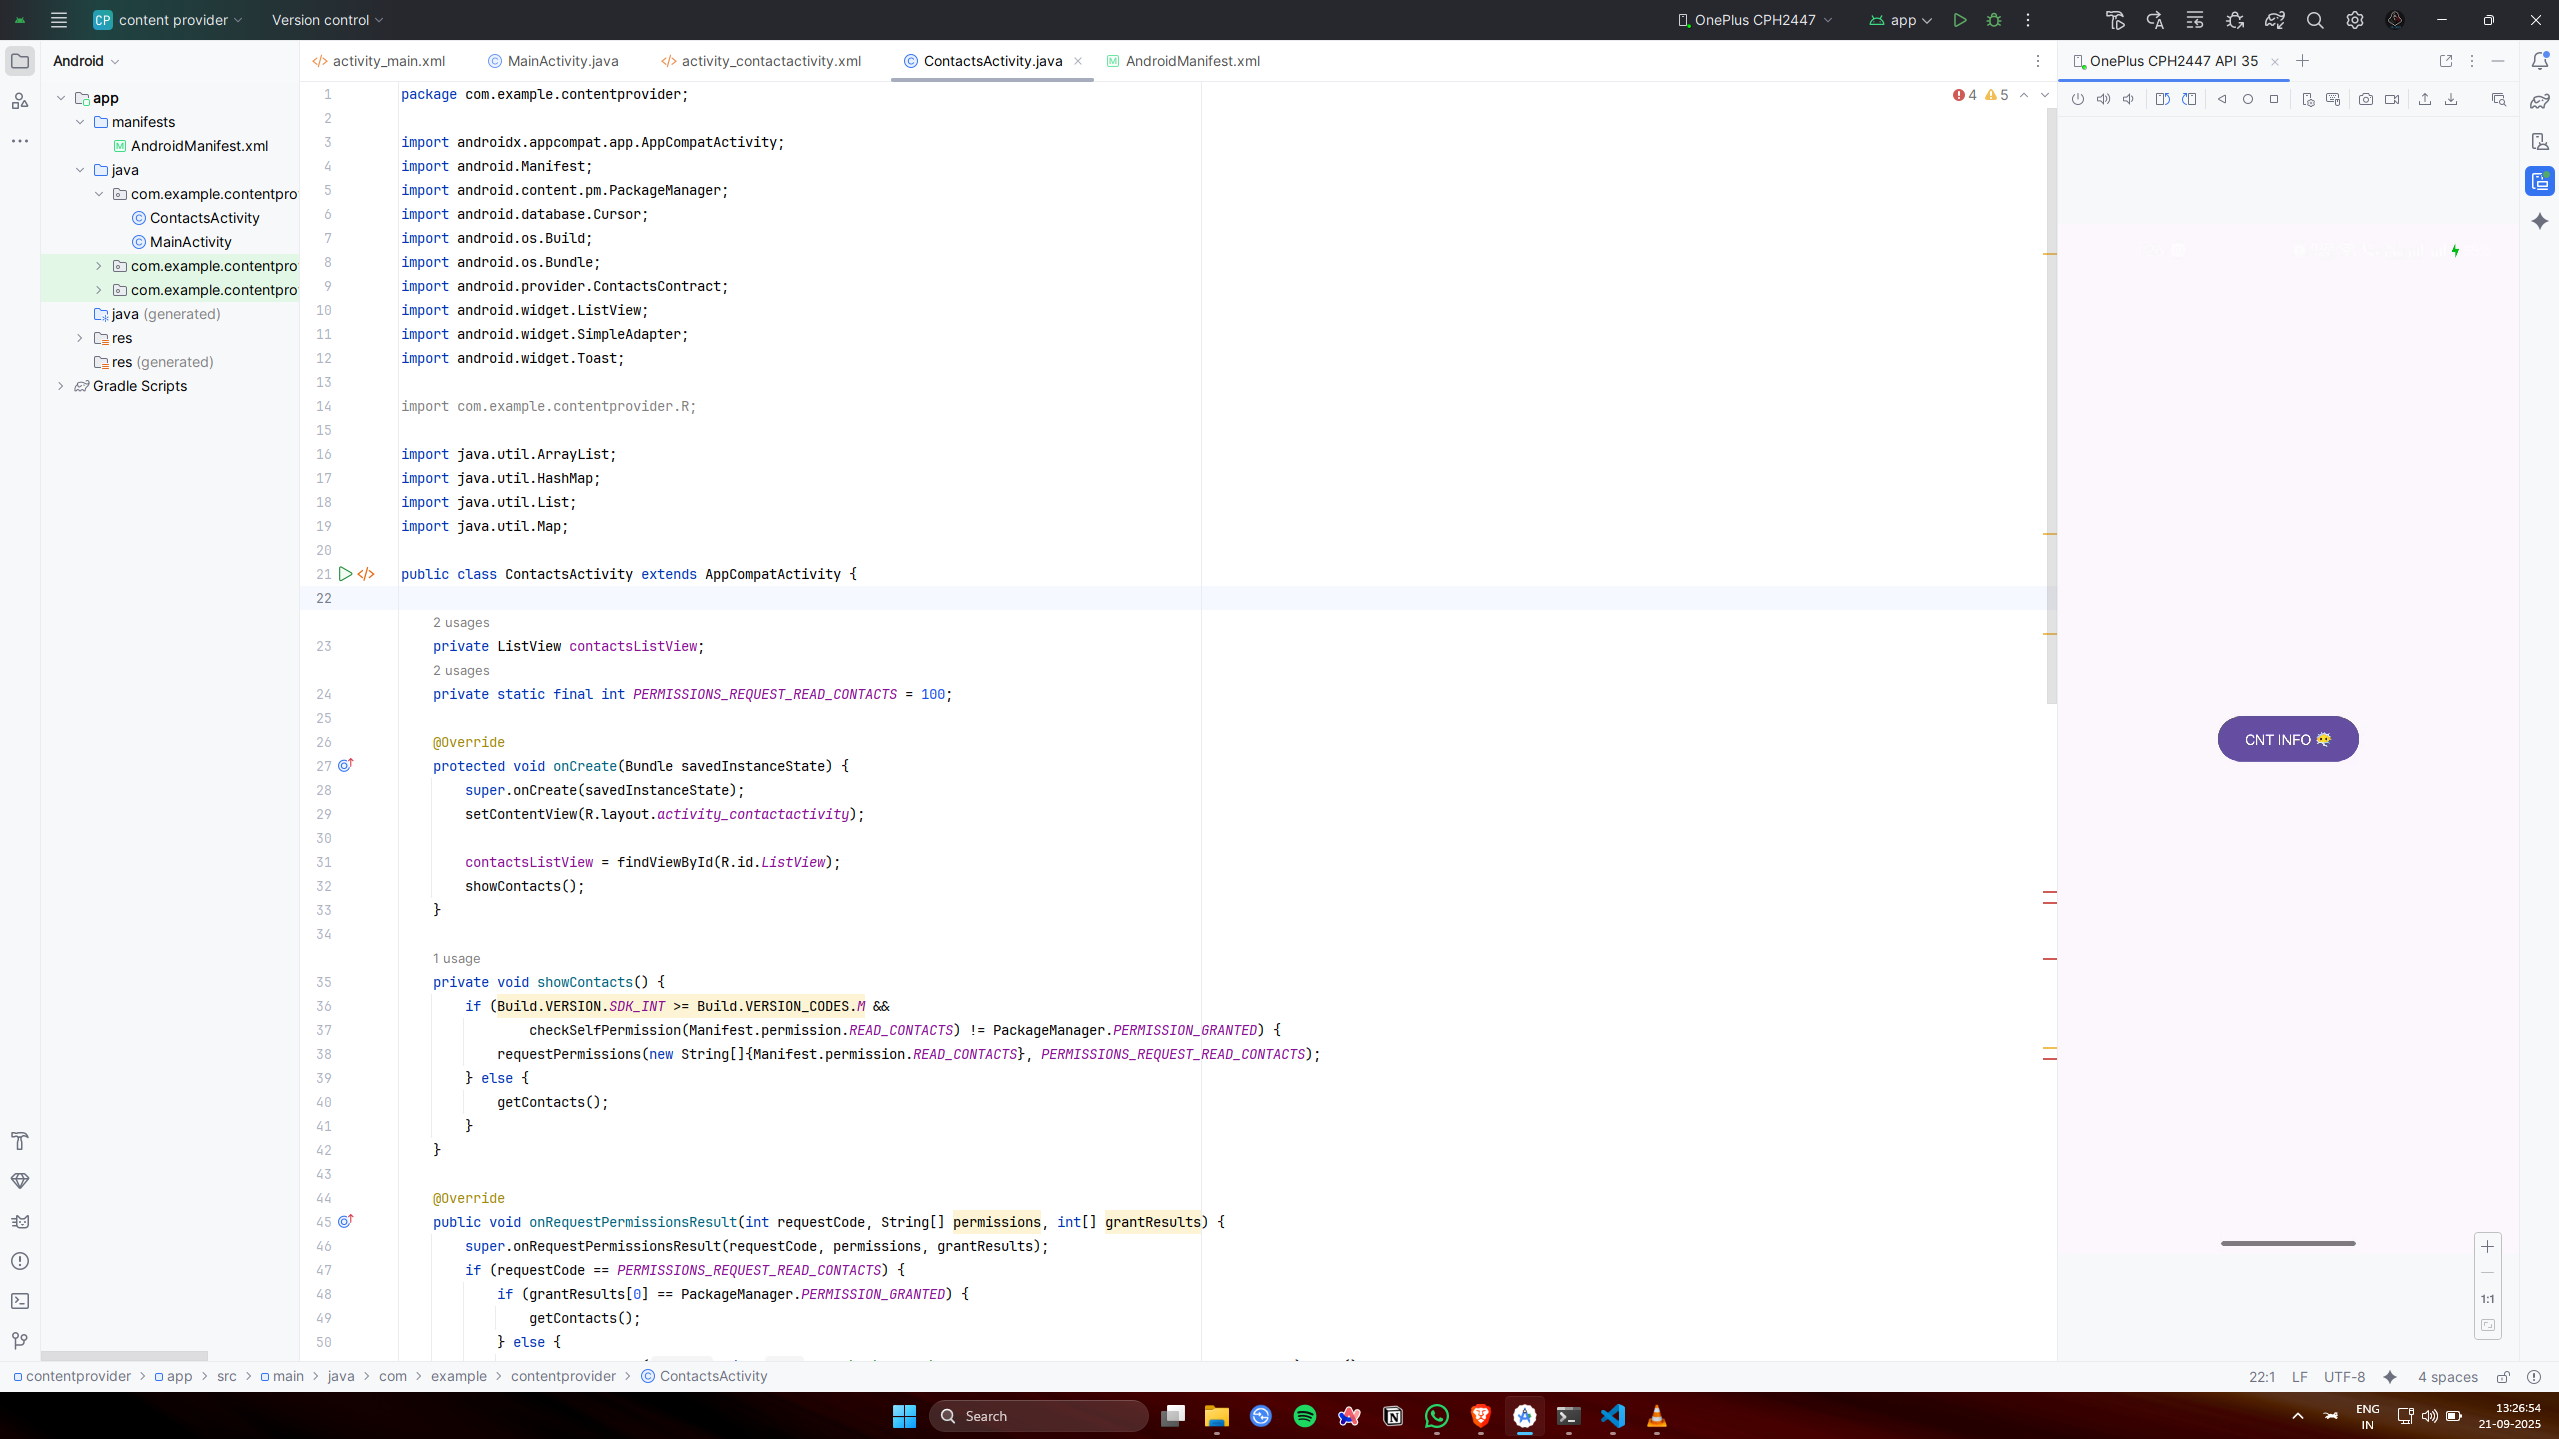 CP content provider Version control OnePlus CPH2447 app
Android
app
manifests
AndroidManifest.xml
java
com.example.contentpro
ContactsActivity
MainActivity
com.example.contentpro
com.example.contentpro
java (generated)
res
res (generated)
Gradle Scripts
activity_main.xml MainActivity.java activity_contactactivity.xml ContactsActivity.java AndroidManifest.xml
4 5
1 package com.example.contentprovider;
2
3 import androidx.appcompat.app.AppCompatActivity;
4 import android.Manifest;
5 import android.content.pm.PackageManager;
6 import android.database.Cursor;
7 import android.os.Build;
8 import android.os.Bundle;
9 import android.provider.ContactsContract;
10 import android.widget.ListView;
11 import android.widget.SimpleAdapter;
12 import android.widget.Toast;
13
14 import com.example.contentprovider.R;
15
16 import java.util.ArrayList;
17 import java.util.HashMap;
18 import java.util.List;
19 import java.util.Map;
20
21 public class ContactsActivity extends AppCompatActivity {
22
2 usages
23 private ListView contactsListView;
2 usages
24 private static final int PERMISSIONS_REQUEST_READ_CONTACTS = 100;
25
26 @Override
27 protected void onCreate(Bundle savedInstanceState) {
28 super.onCreate(savedInstanceState);
29 setContentView(R.layout.activity_contactactivity);
30
31 contactsListView = findViewById(R.id.ListView);
32 showContacts();
33 }
34
1 usage
35 private void showContacts() {
36 if (Build.VERSION.SDK_INT >= Build.VERSION_CODES.M &&
37 checkSelfPermission(Manifest.permission.READ_CONTACTS) != PackageManager.PERMISSION_GRANTED) {
38 requestPermissions(new String[]{Manifest.permission.READ_CONTACTS}, PERMISSIONS_REQUEST_READ_CONTACTS);
39 } else {
40 getContacts();
41 }
42 }
43
44 @Override
45 public void onRequestPermissionsResult(int requestCode, String[] permissions, int[] grantResults) {
46 super.onRequestPermissionsResult(requestCode, permissions, grantResults);
47 if (requestCode == PERMISSIONS_REQUEST_READ_CONTACTS) {
48 if (grantResults[0] == PackageManager.PERMISSION_GRANTED) {
49 getContacts();
50 } else {
OnePlus CPH2447 API 35
CNT INFO 🤧
1:1
contentprovider app src main java com example contentprovider ContactsActivity
22:1 LF UTF-8 4 spaces
Search
ENG
IN
13:26:54
21-09-2025